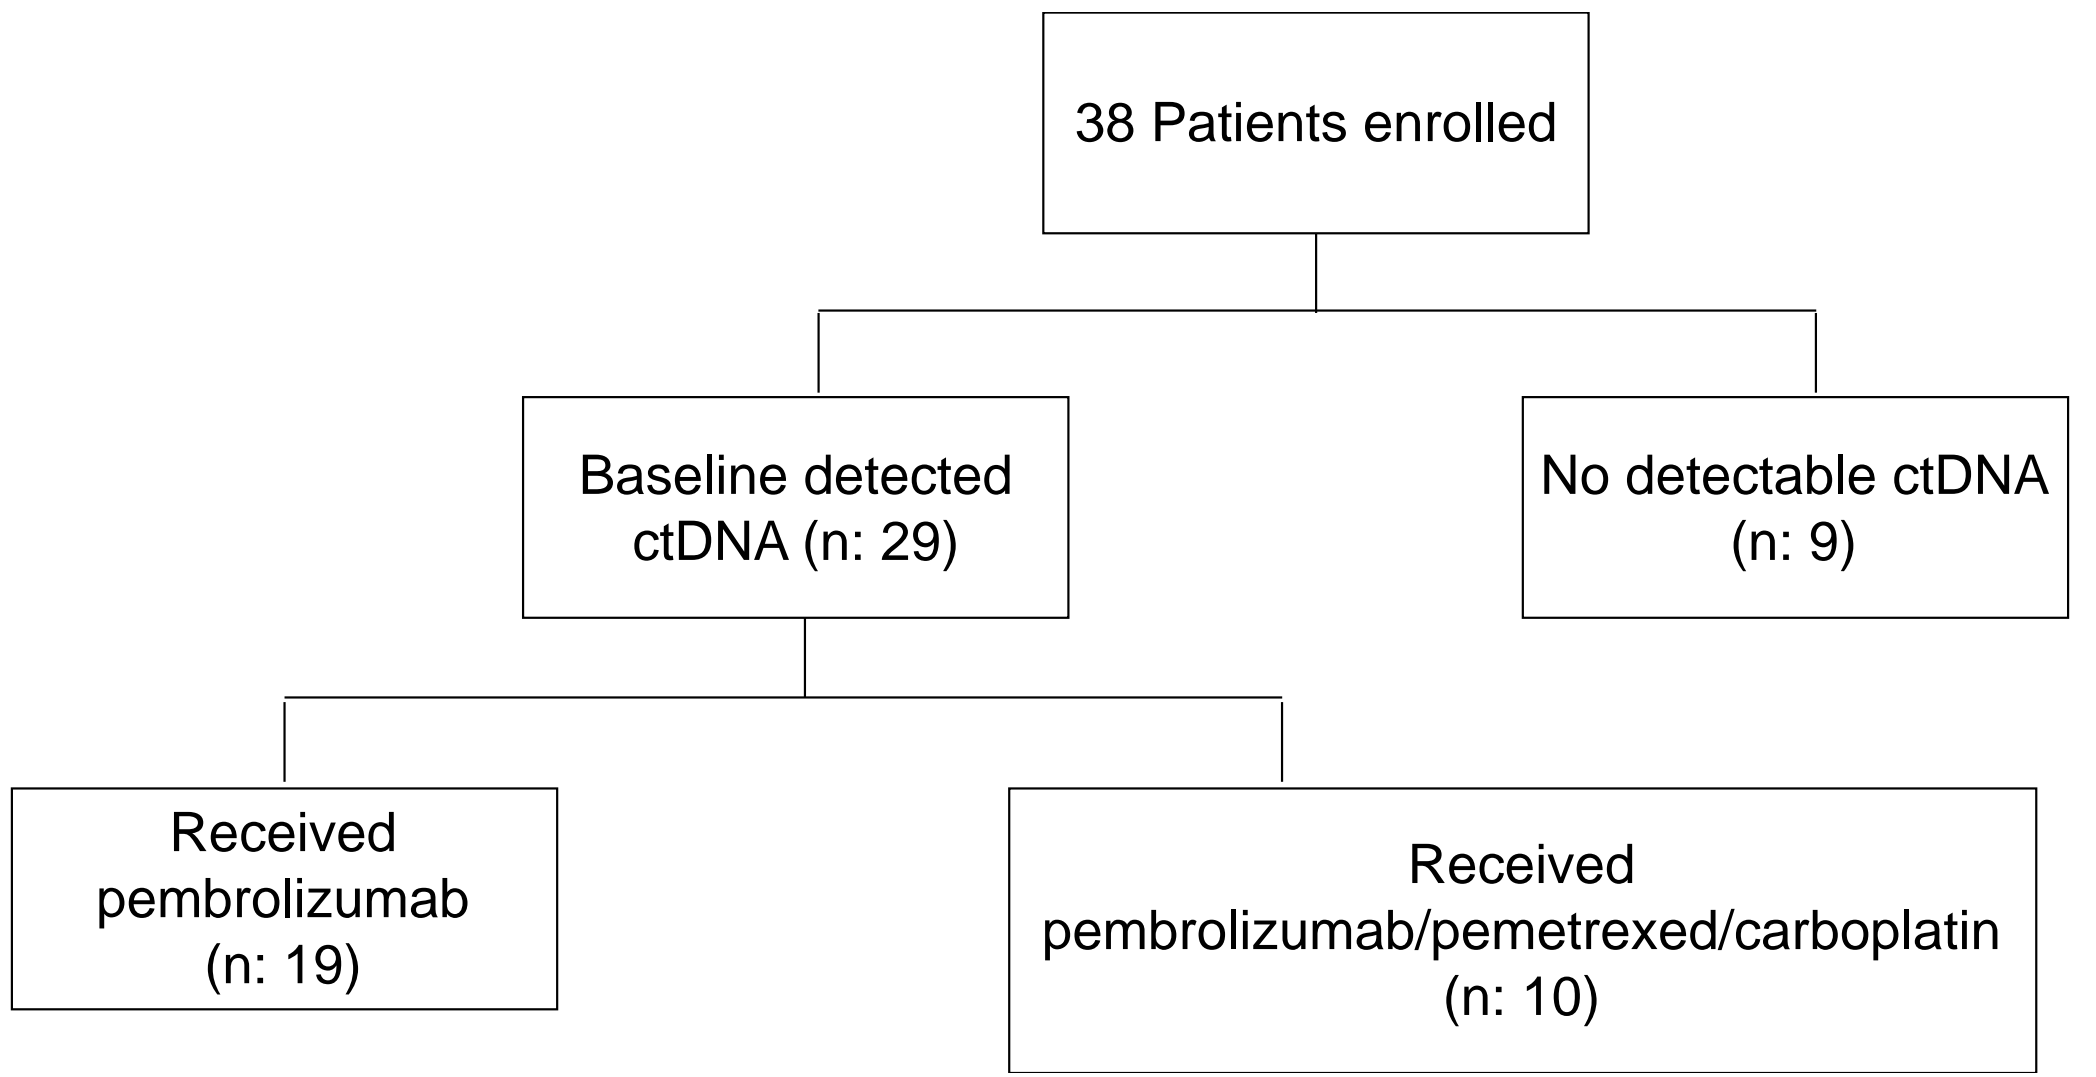 38 Patients enrolled
Baseline detected
ctDNA (n: 29)
No detectable ctDNA
(n: 9)
Received
pembrolizumab
(n: 19)
Received
pembrolizumab/pemetrexed/carboplatin
(n: 10)